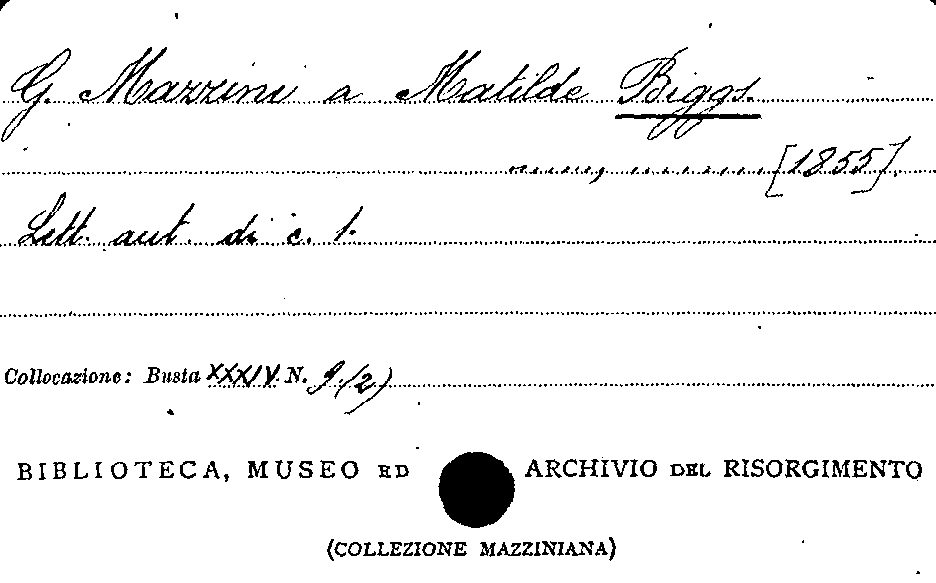 G. Mazzini a Matilde Biggs.
[1855].
Lett. aut. di c. 1.
Collocazione: Busta XXXIV N. 9.(2)
BIBLIOTECA, MUSEO ED ARCHIVIO DEL RISORGIMENTO
(COLLEZIONE MAZZINIANA)